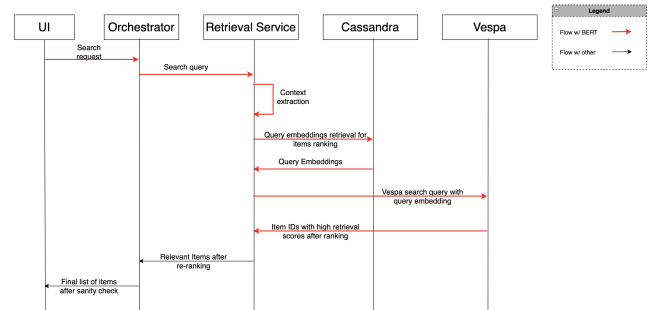 UI
Orchestrator
Retrieval Service
Cassandra
Vespa
Legend
Flow w/ BERT
Flow w/ other
Search
request
Search query
Context
extraction
Query embeddings retrieval for
items ranking
Query Embeddings
Vespa search query with
query embedding
Item IDs with high retrieval
scores after ranking
Relevant Items after
re-ranking
Final list of items
after sanity check